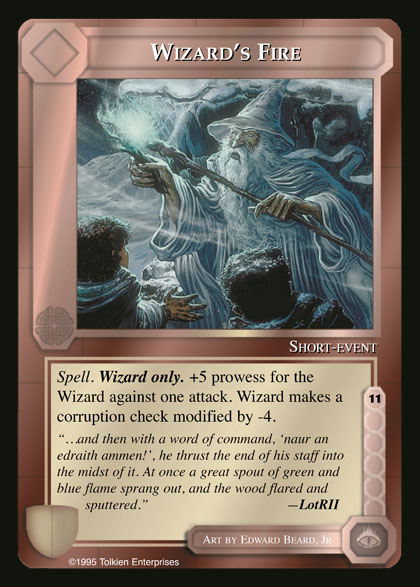 Wizard's Fire
Short-event
Spell. Wizard only. +5 prowess for the
Wizard against one attack. Wizard makes a
corruption check modified by -4.
11
“…and then with a word of command, ‘naur an
edraith ammen!’, he thrust the end of his staff into
the midst of it. At once a great spout of green and
blue flame sprang out, and the wood flared and
sputtered.” —LotRII
Art by Edward Beard, Jr
©1995 Tolkien Enterprises